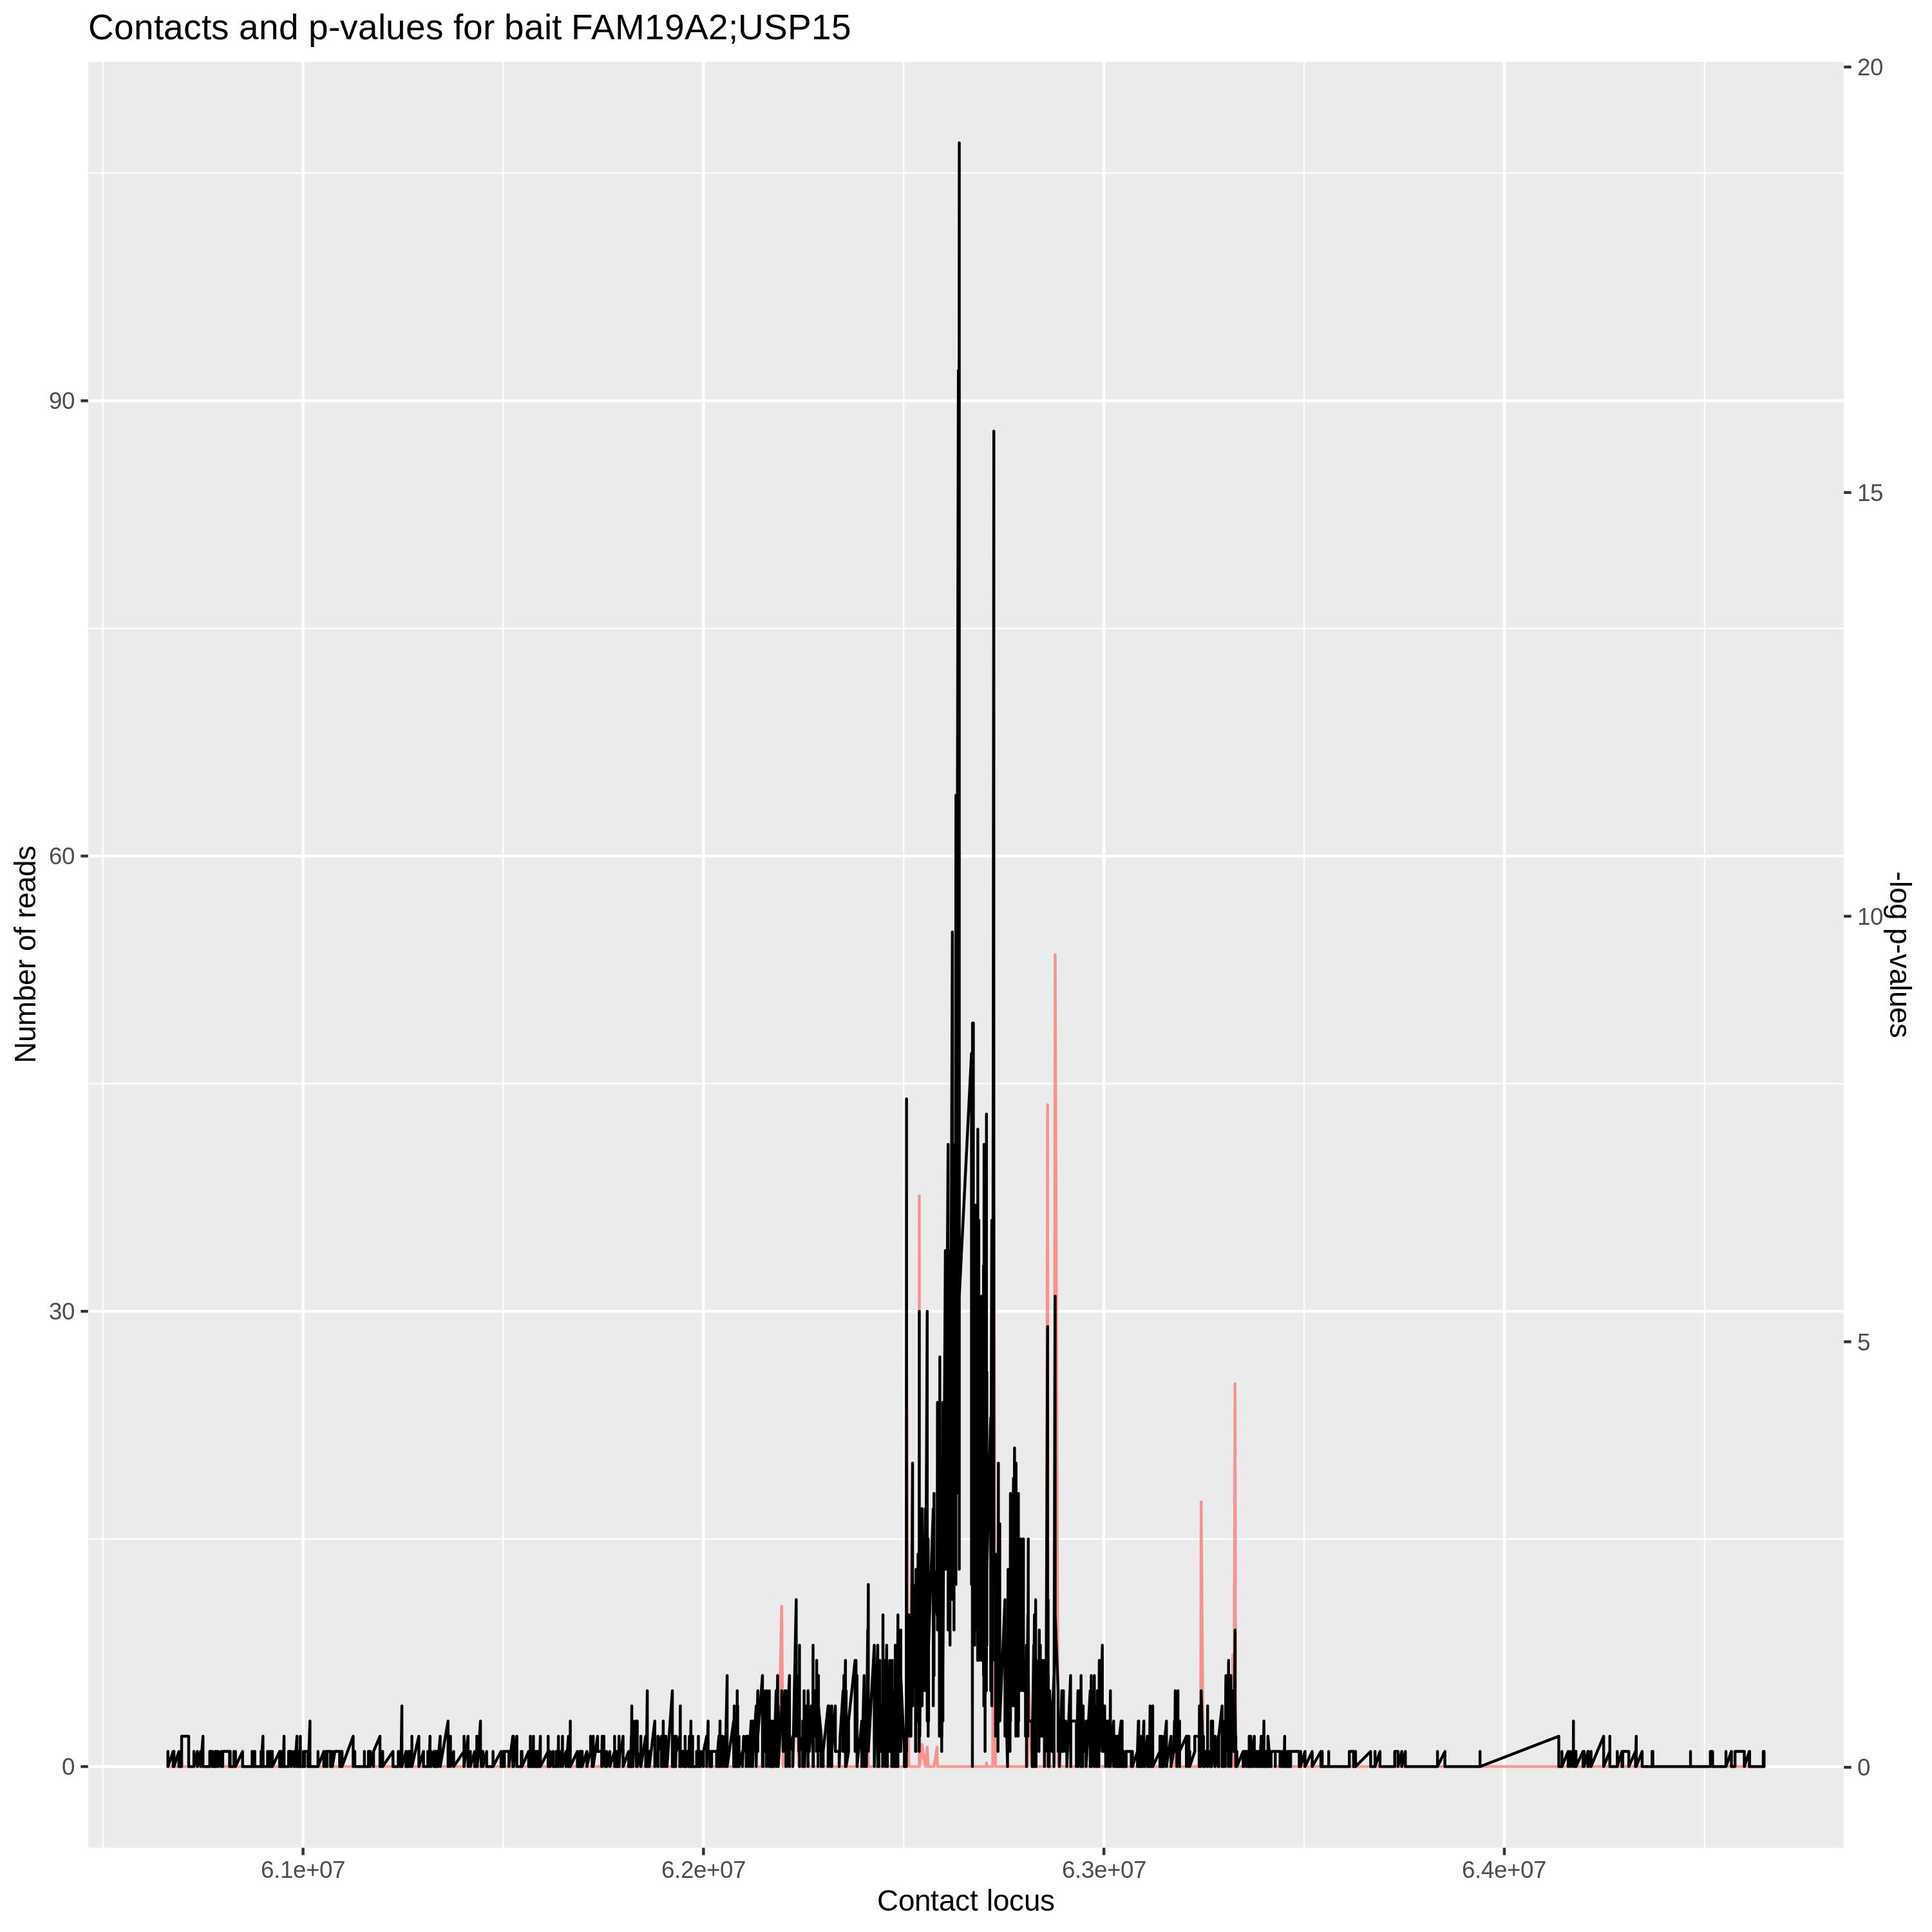 Contacts and p-values for bait FAM19A2;USP15
Number of reads
90
60
30
0
20
15
10
5
0
-log p-values
6.1e+07
6.2e+07
6.3e+07
6.4e+07
Contact locus